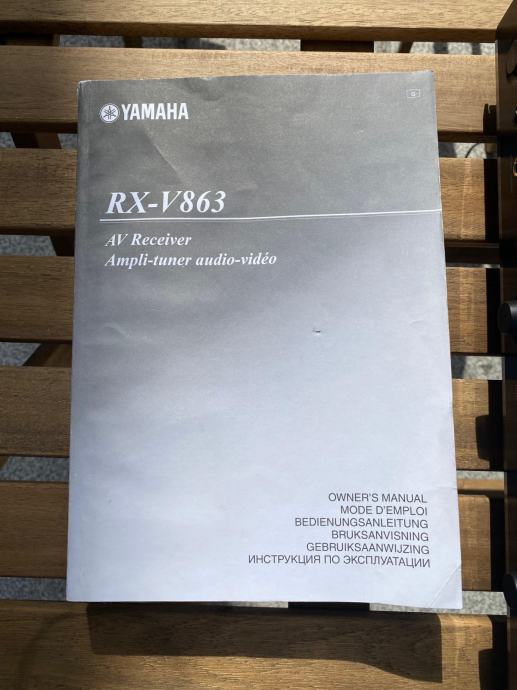 YAMAHA
G
RX-V863
AV Receiver
Ampli-tuner audio-vidéo
OWNER'S MANUAL
MODE D'EMPLOI
BEDIENUNGSANLEITUNG
BRUKSANVISNING
GEBRUIKSAANWIJZING
ИНСТРУКЦИЯ ПО ЭКСПЛУАТАЦИИ